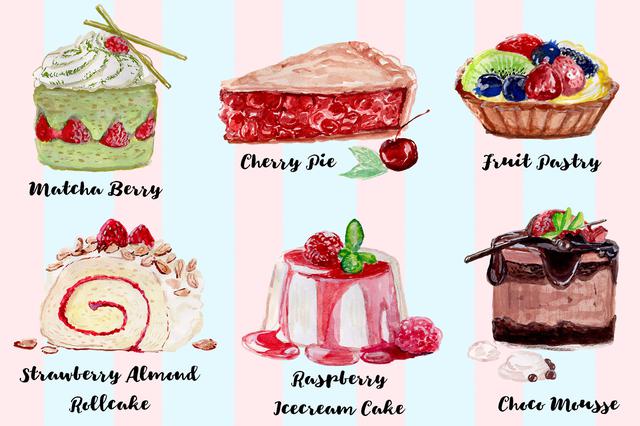 Matcha Berry
Cherry Pie
Fruit Pastry
Strawberry Almond
Rollcake
Raspberry
Icecream Cake
Choco Mousse